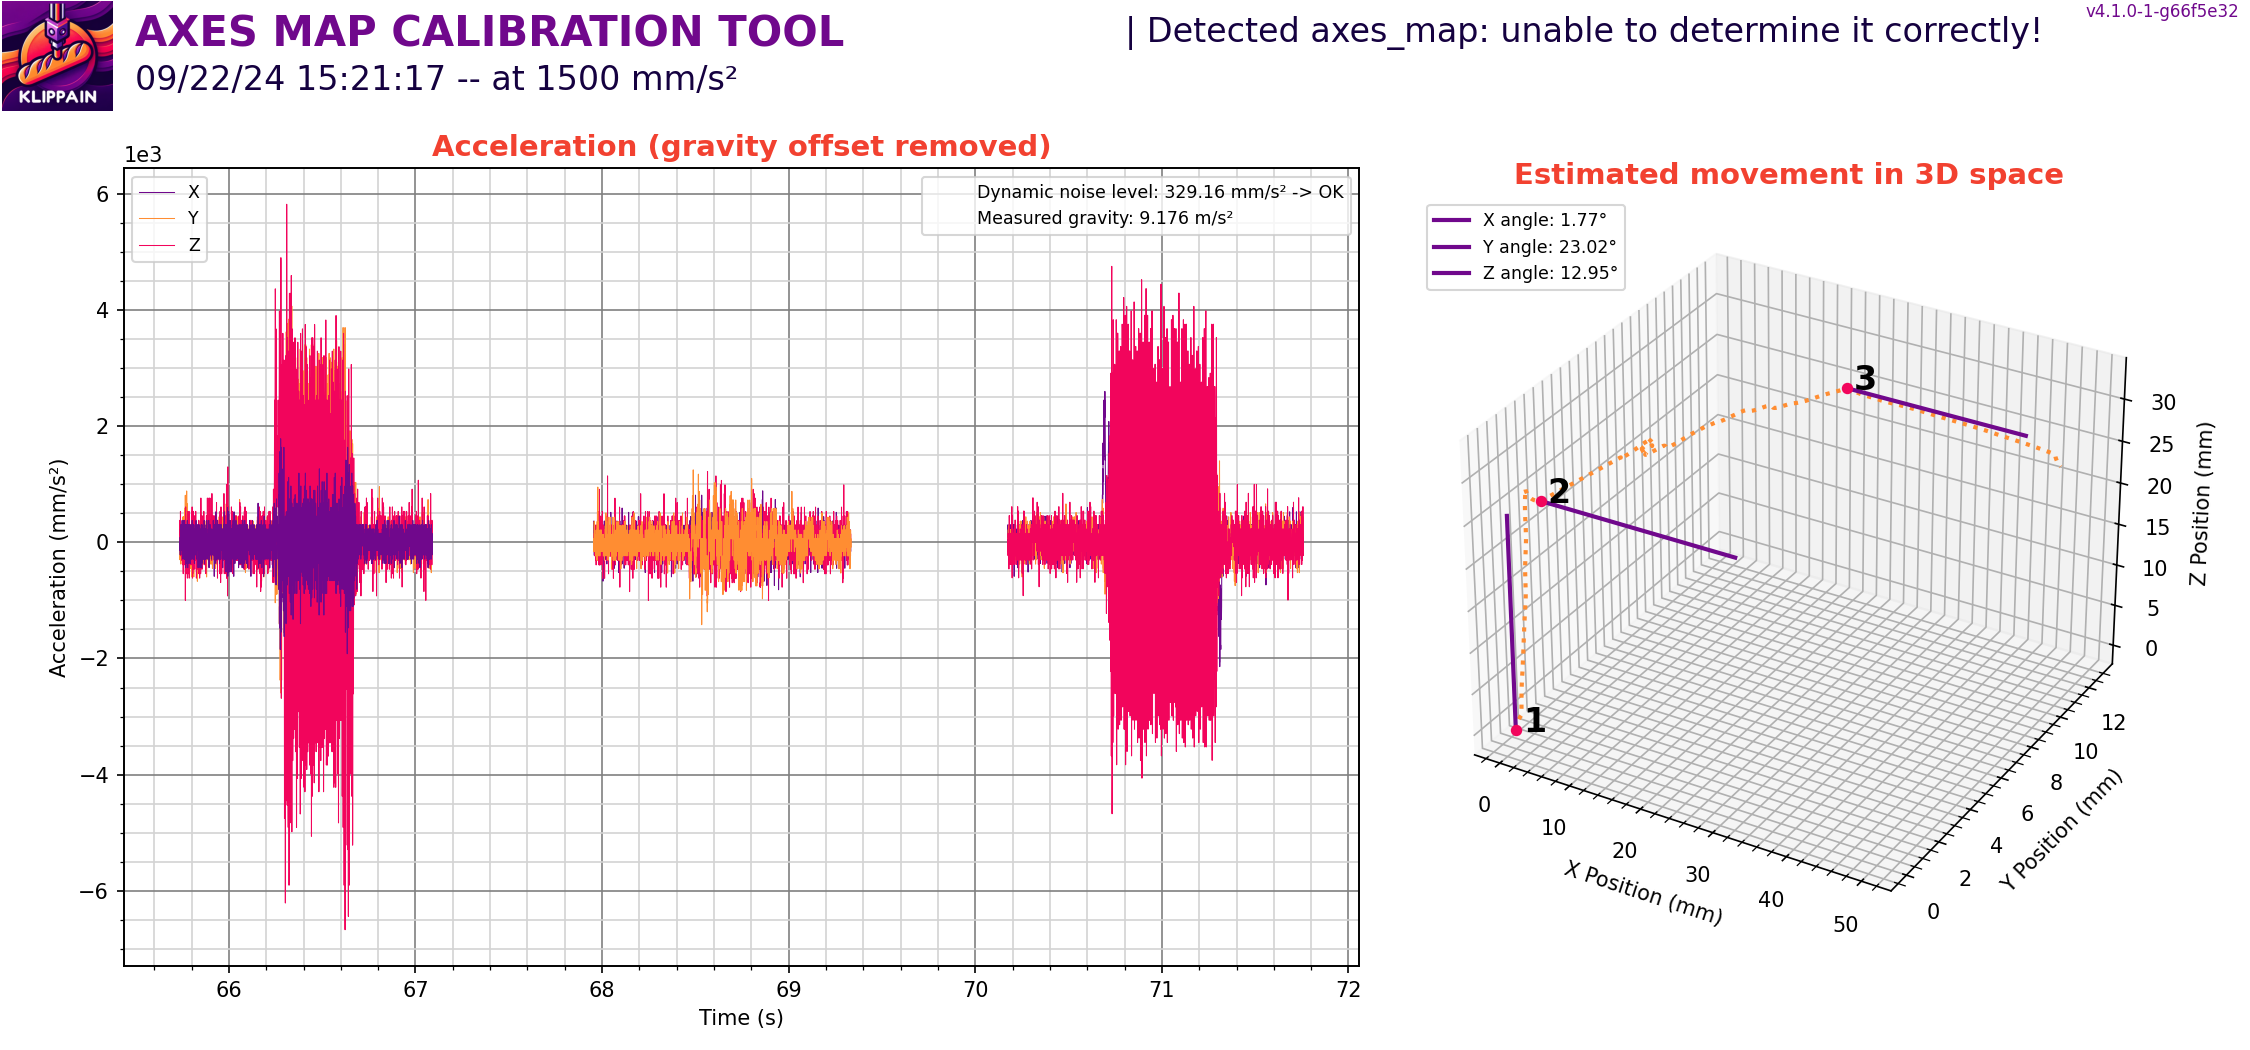 KLIPPAIN
AXES MAP CALIBRATION TOOL
09/22/24 15:21:17 -- at 1500 mm/s²
| Detected axes_map: unable to determine it correctly!
v4.1.0-1-g66f5e32
Acceleration (gravity offset removed)
1e3
X
Y
Z
Dynamic noise level: 329.16 mm/s² -> OK
Measured gravity: 9.176 m/s²
6
4
2
0
−2
−4
−6
Acceleration (mm/s²)
66 67 68 69 70 71 72
Time (s)
Estimated movement in 3D space
X angle: 1.77°
Y angle: 23.02°
Z angle: 12.95°
1
2
3
0 10 20 30 40 50
X Position (mm)
0 2 4 6 8 10 12
Y Position (mm)
0 5 10 15 20 25 30
Z Position (mm)